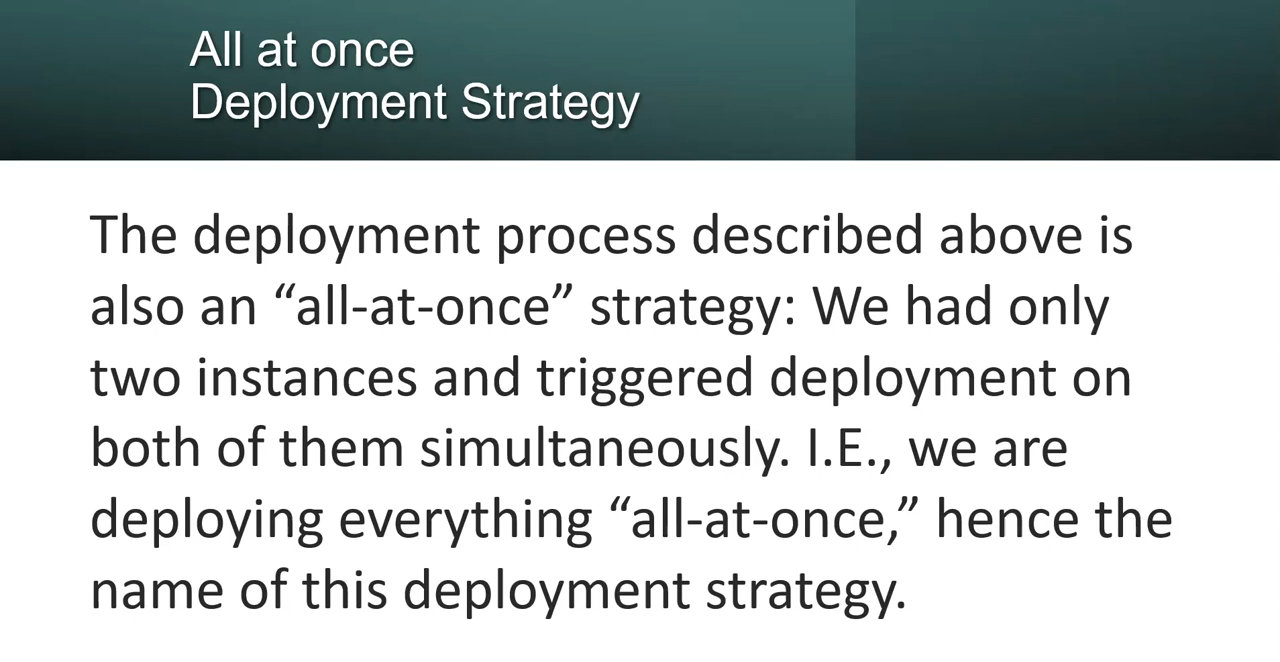 All at once
Deployment Strategy
The deployment process described above is
also an “all-at-once” strategy: We had only
two instances and triggered deployment on
both of them simultaneously. I.E., we are
deploying everything “all-at-once,” hence the
name of this deployment strategy.